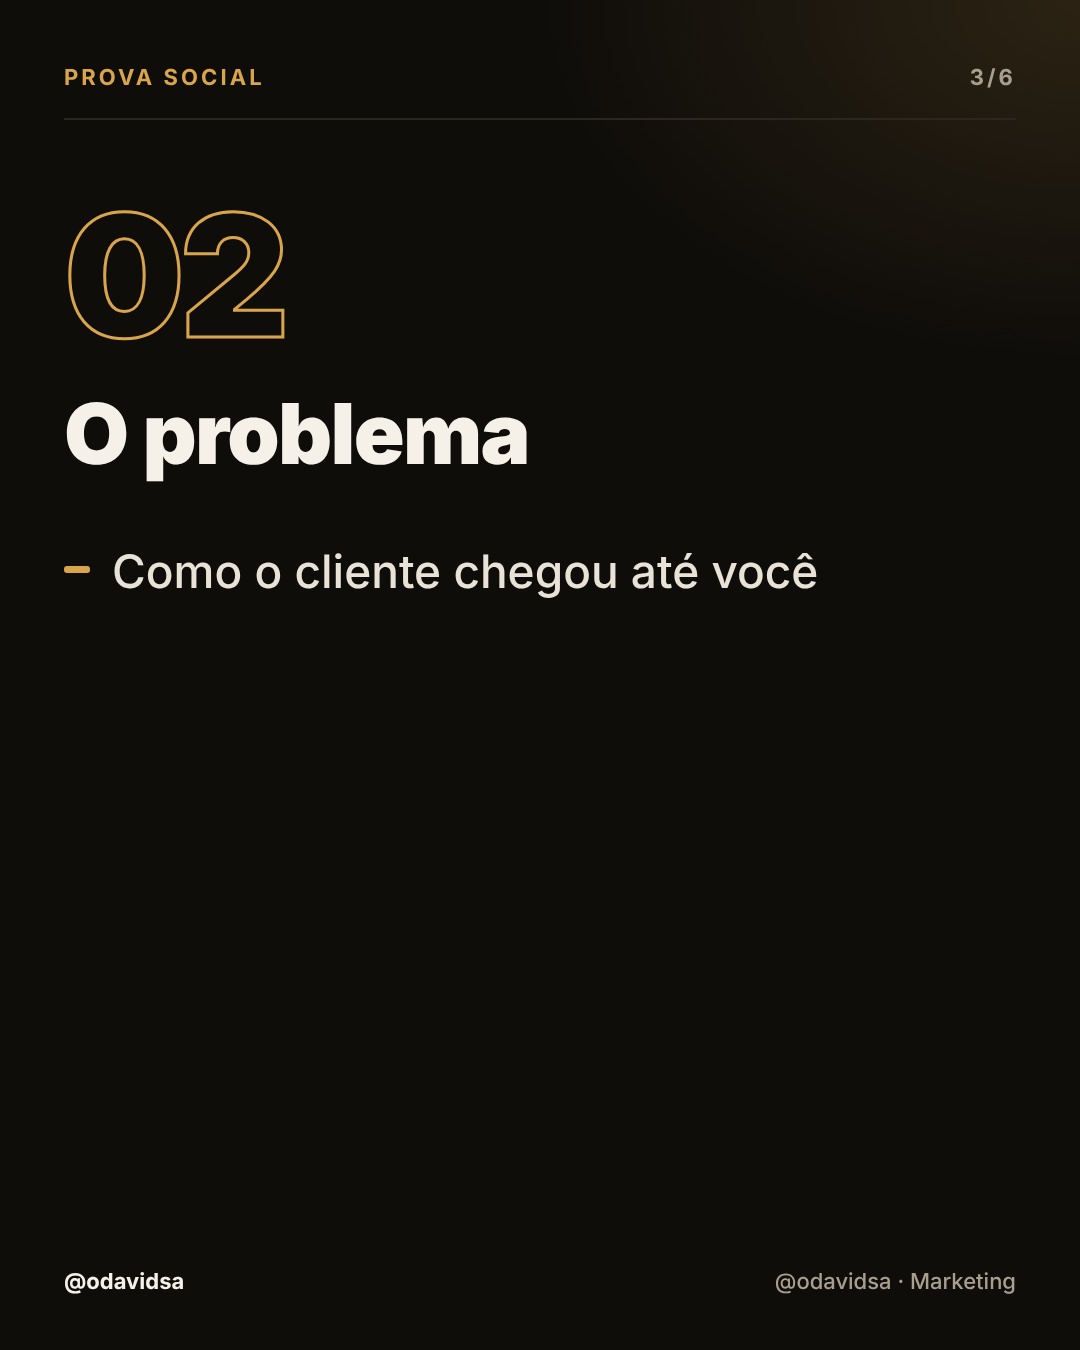 PROVA SOCIAL
3/6
02
O problema
– Como o cliente chegou até você
@odavidsa
@odavidsa · Marketing